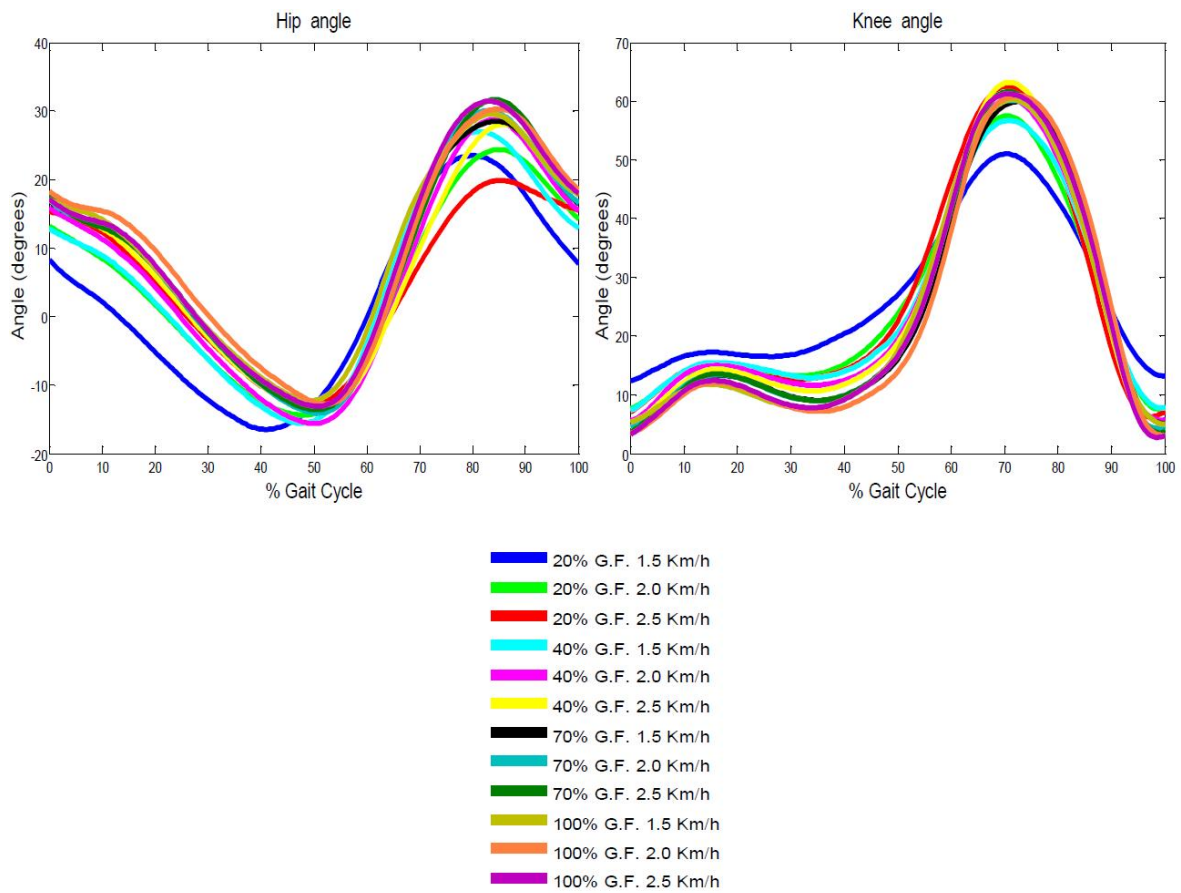 Hip angle
Knee angle
40
30
20
10
0
-10
-20
Angle (degrees)
0 10 20 30 40 50 60 70 80 90 100
% Gait Cycle
70
60
50
40
30
20
10
0
Angle (degrees)
0 10 20 30 40 50 60 70 80 90 100
% Gait Cycle
20% G.F. 1.5 Km/h
20% G.F. 2.0 Km/h
20% G.F. 2.5 Km/h
40% G.F. 1.5 Km/h
40% G.F. 2.0 Km/h
40% G.F. 2.5 Km/h
70% G.F. 1.5 Km/h
70% G.F. 2.0 Km/h
70% G.F. 2.5 Km/h
100% G.F. 1.5 Km/h
100% G.F. 2.0 Km/h
100% G.F. 2.5 Km/h